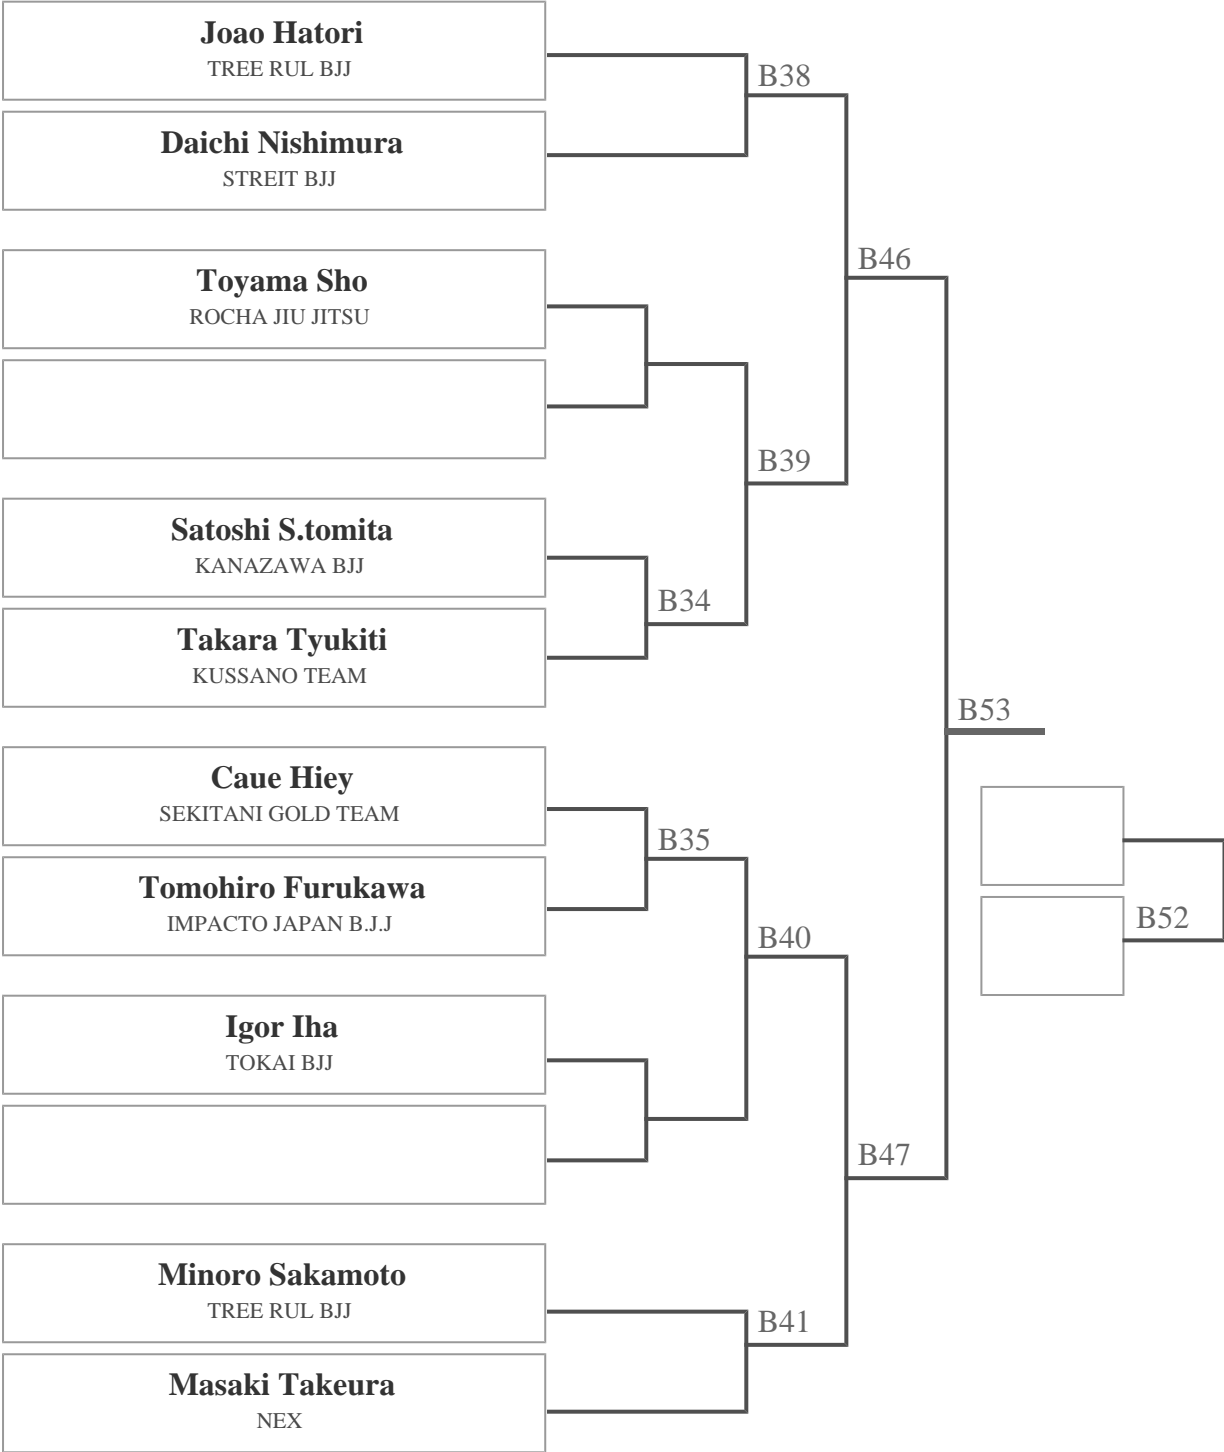 Joao Hatori
TREE RUL BJJ
B38
Daichi Nishimura
STREIT BJJ
B46
Toyama Sho
ROCHA JIU JITSU
B39
Satoshi S.tomita
KANAZAWA BJJ
B34
Takara Tyukiti
KUSSANO TEAM
B53
Caue Hiey
SEKITANI GOLD TEAM
B35
Tomohiro Furukawa
IMPACTO JAPAN B.J.J
B52
B40
Igor Iha
TOKAI BJJ
B47
Minoro Sakamoto
TREE RUL BJJ
B41
Masaki Takeura
NEX